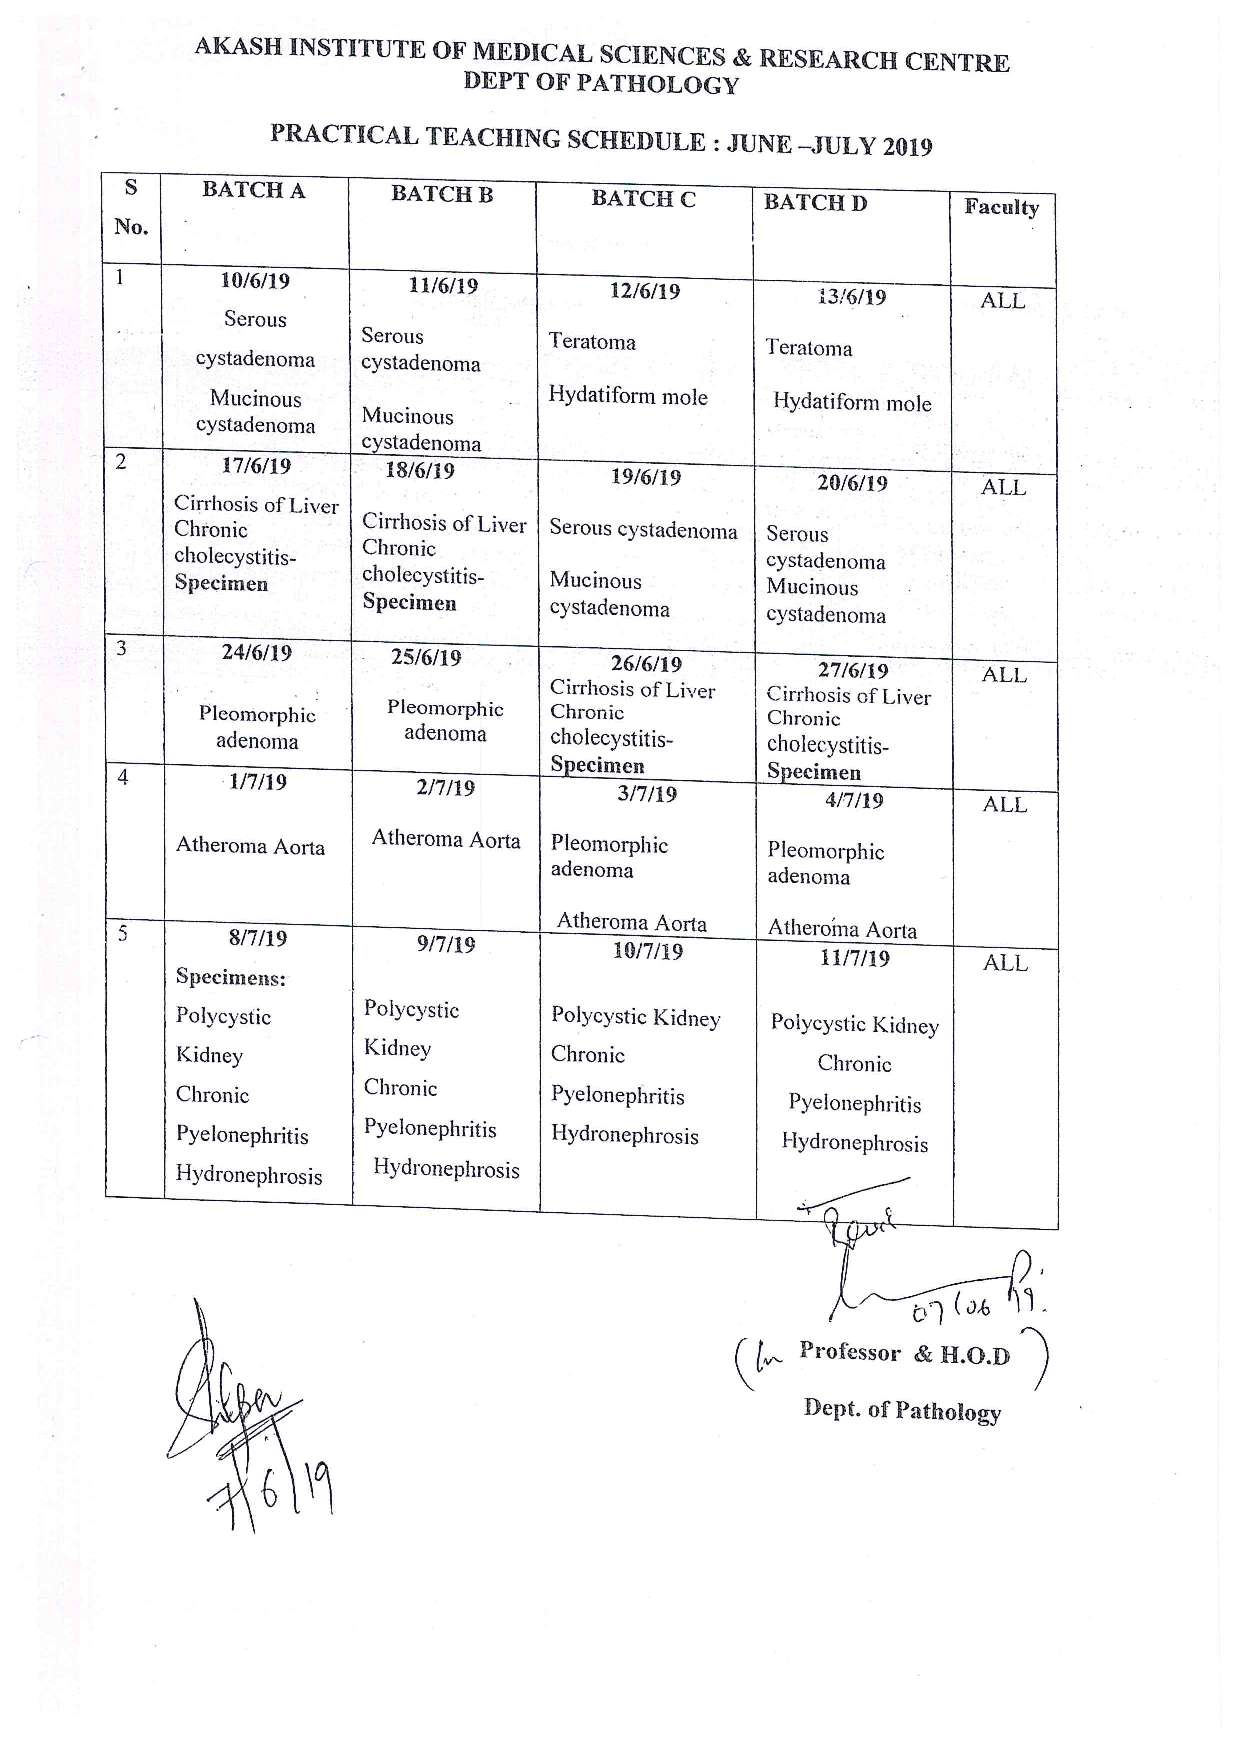 AKASH INSTITUTE OF MEDICAL SCIENCES & RESEARCH CENTRE
DEPT OF PATHOLOGY
PRACTICAL TEACHING SCHEDULE : JUNE –JULY 2019
S
No.
BATCH A
BATCH B
BATCH C
BATCH D
Faculty
1
10/6/19
Serous
cystadenoma
Mucinous
cystadenoma
11/6/19
Serous
cystadenoma
Mucinous
cystadenoma
12/6/19
Teratoma
Hydatiform mole
13/6/19
Teratoma
Hydatiform mole
ALL
2
17/6/19
Cirrhosis of Liver
Chronic
cholecystitis-
Specimen
18/6/19
Cirrhosis of Liver
Chronic
cholecystitis-
Specimen
19/6/19
Serous cystadenoma
Mucinous
cystadenoma
20/6/19
Serous
cystadenoma
Mucinous
cystadenoma
ALL
3
24/6/19
Pleomorphic
adenoma
25/6/19
Pleomorphic
adenoma
26/6/19
Cirrhosis of Liver
Chronic
cholecystitis-
Specimen
27/6/19
Cirrhosis of Liver
Chronic
cholecystitis-
Specimen
ALL
4
1/7/19
Atheroma Aorta
2/7/19
Atheroma Aorta
3/7/19
Pleomorphic
adenoma
Atheroma Aorta
4/7/19
Pleomorphic
adenoma
Atheroma Aorta
ALL
5
8/7/19
Specimens:
Polycystic
Kidney
Chronic
Pyelonephritis
Hydronephrosis
9/7/19
Polycystic
Kidney
Chronic
Pyelonephritis
Hydronephrosis
10/7/19
Polycystic Kidney
Chronic
Pyelonephritis
Hydronephrosis
11/7/19
Polycystic Kidney
Chronic
Pyelonephritis
Hydronephrosis
ALL
07/06/19.
Professor & H.O.D
Dept. of Pathology
7/6/19